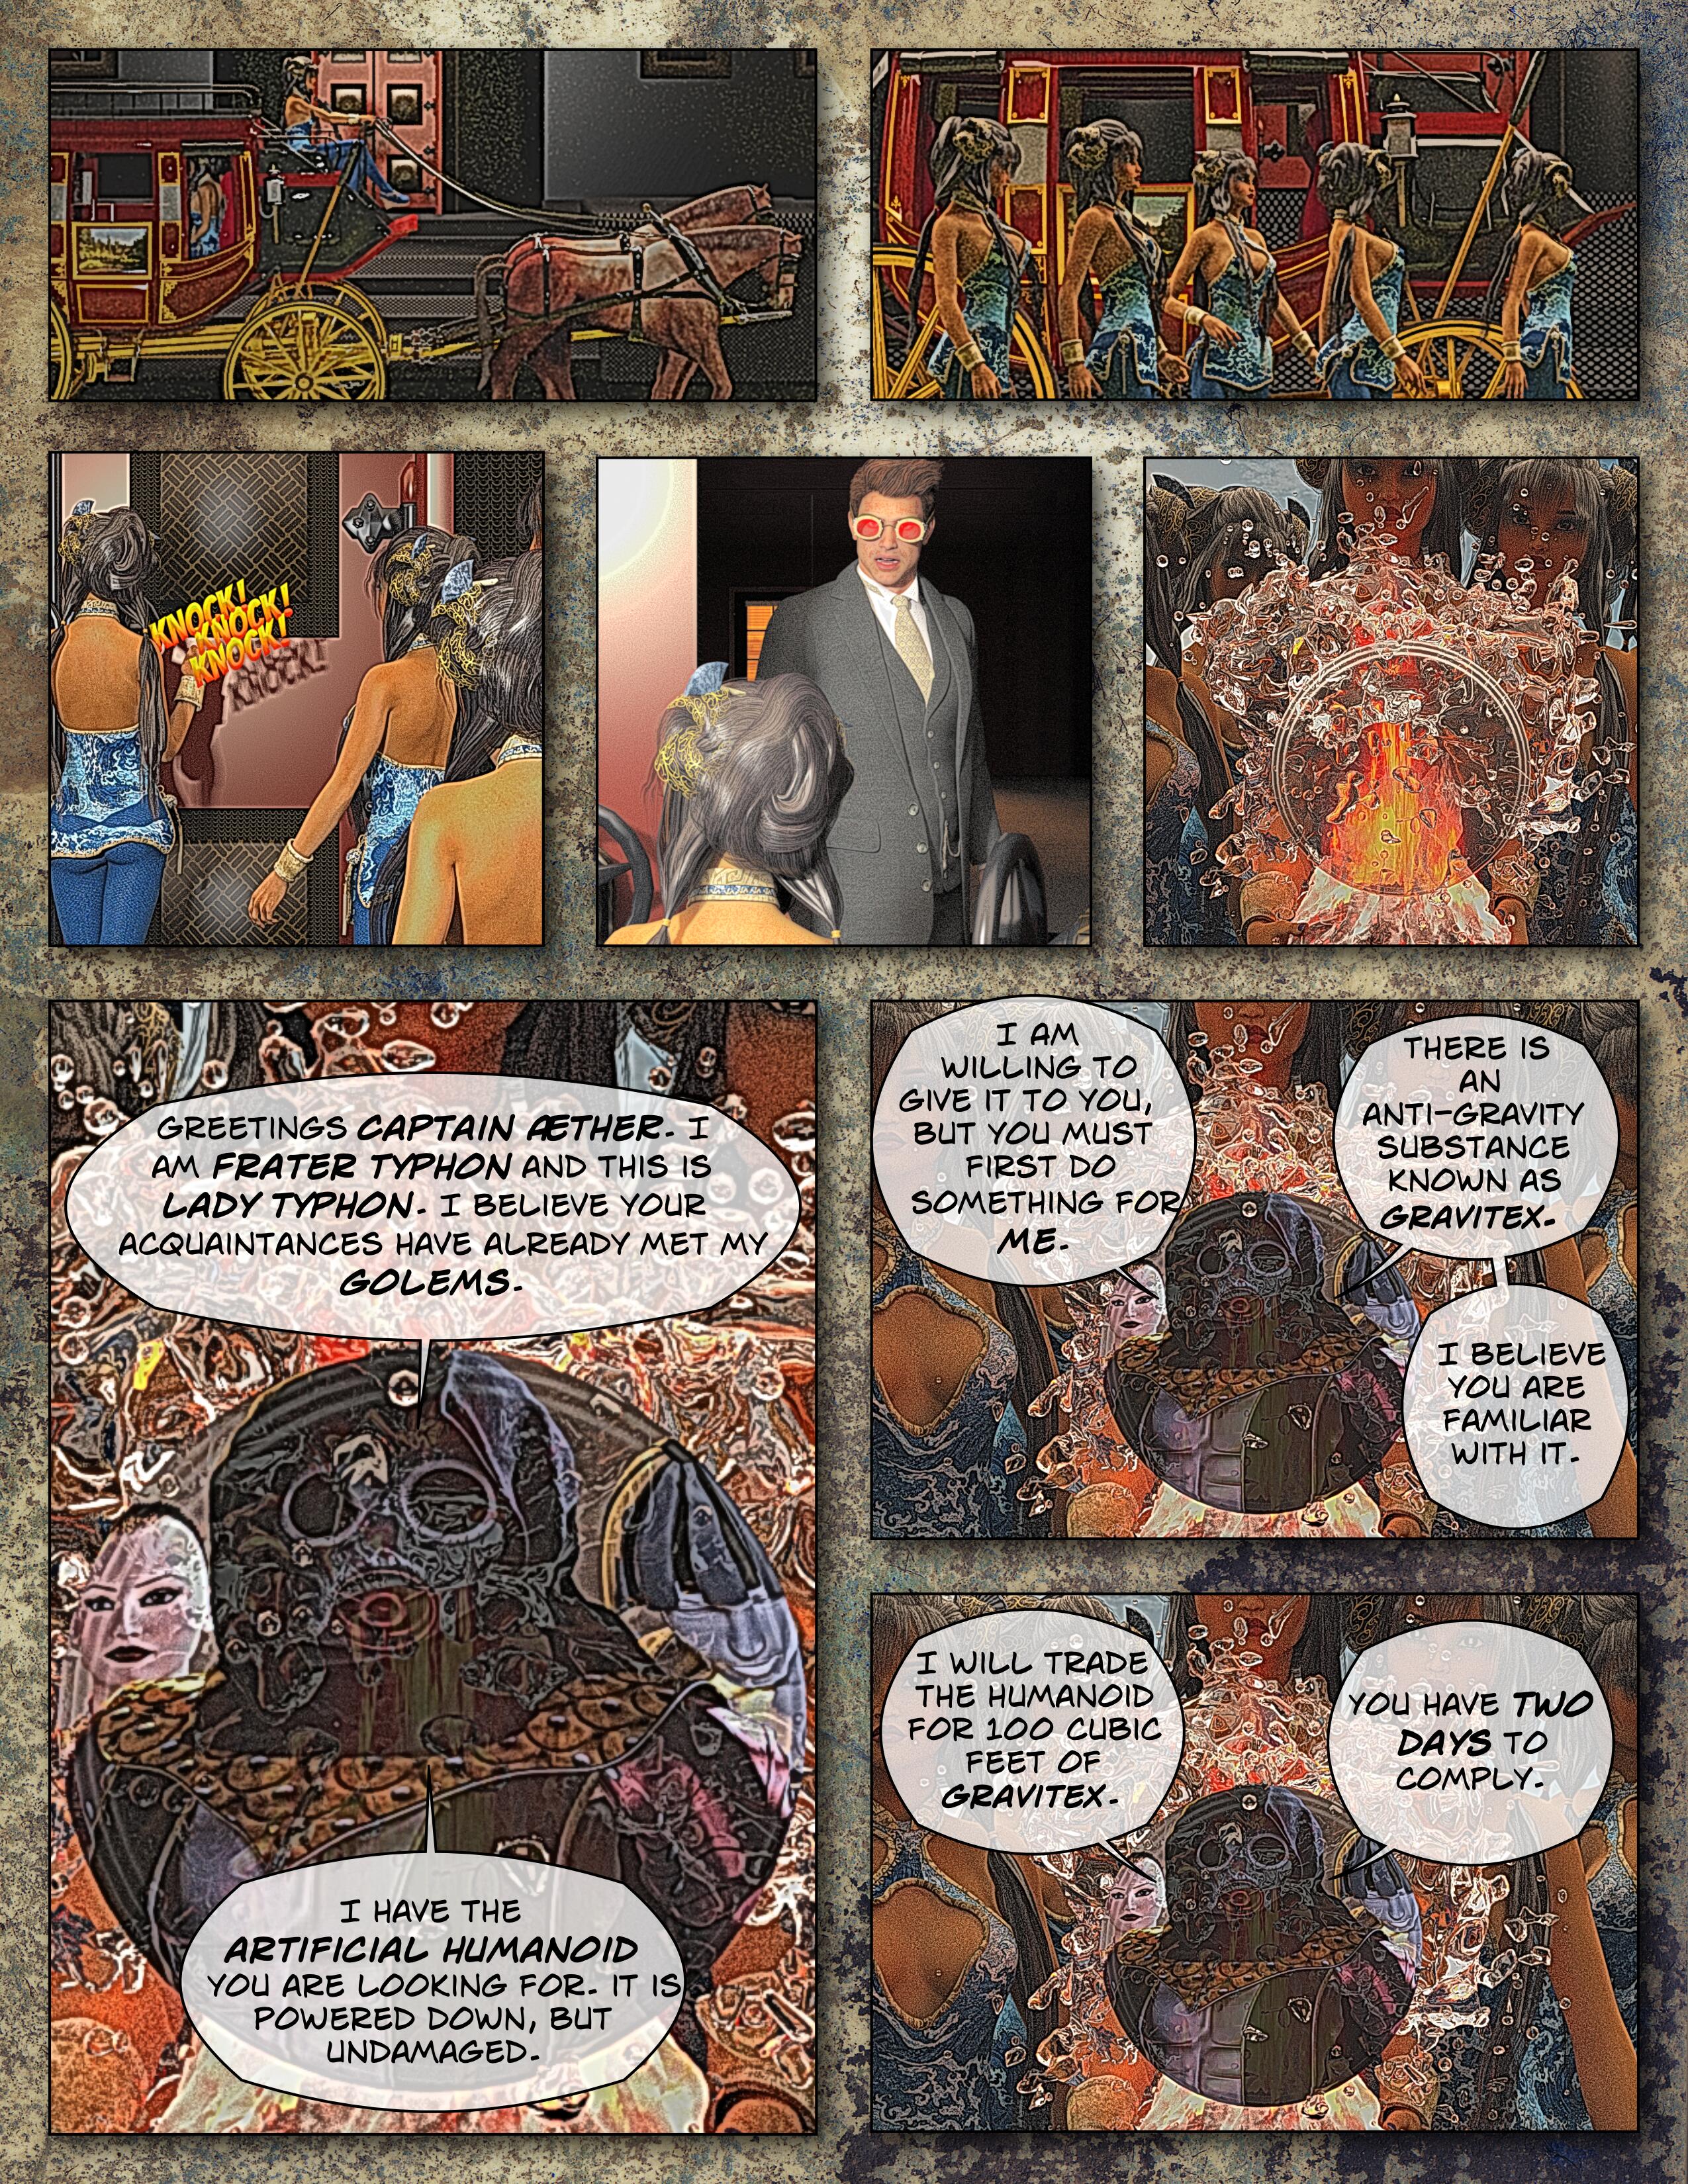 KNOCK!
KNOCK!
KNOCK!
GREETINGS CAPTAIN ÆTHER. I
AM FRATER TYPHON AND THIS IS
LADY TYPHON. I BELIEVE YOUR
ACQUAINTANCES HAVE ALREADY MET MY
GOLEMS.
I HAVE THE
ARTIFICIAL HUMANOID
YOU ARE LOOKING FOR. IT IS
POWERED DOWN, BUT
UNDAMAGED.
I AM
WILLING TO
GIVE IT TO YOU,
BUT YOU MUST
FIRST DO
SOMETHING FOR
ME.
THERE IS
AN
ANTI-GRAVITY
SUBSTANCE
KNOWN AS
GRAVITEX.
I BELIEVE
YOU ARE
FAMILIAR
WITH IT.
I WILL TRADE
THE HUMANOID
FOR 100 CUBIC
FEET OF
GRAVITEX.
YOU HAVE TWO
DAYS TO
COMPLY.